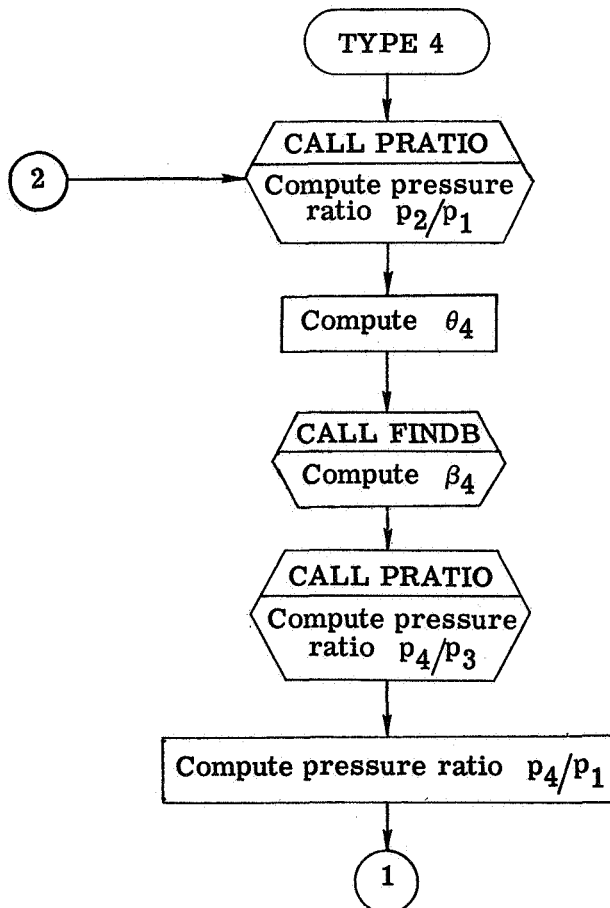 TYPE 4
CALL PRATIO
2
Compute pressure
ratio p₂/p₁
Compute θ₄
CALL FINDB
Compute β₄
CALL PRATIO
Compute pressure
ratio p₄/p₃
Compute pressure ratio p₄/p₁
1